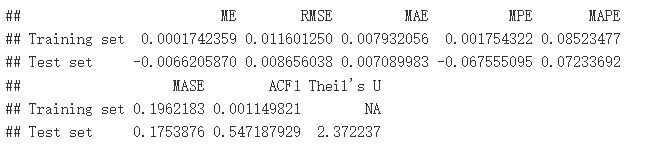 ## ME RMSE MAE MPE MAPE
## Training set 0.0001742359 0.011601250 0.007932056 0.001754322 0.08523477
## Test set -0.0066205870 0.008656038 0.007089983 -0.067555095 0.07233692
## MASE ACF1 Theil's U
## Training set 0.1962183 0.001149821 NA
## Test set 0.1753876 0.547187929 2.372237